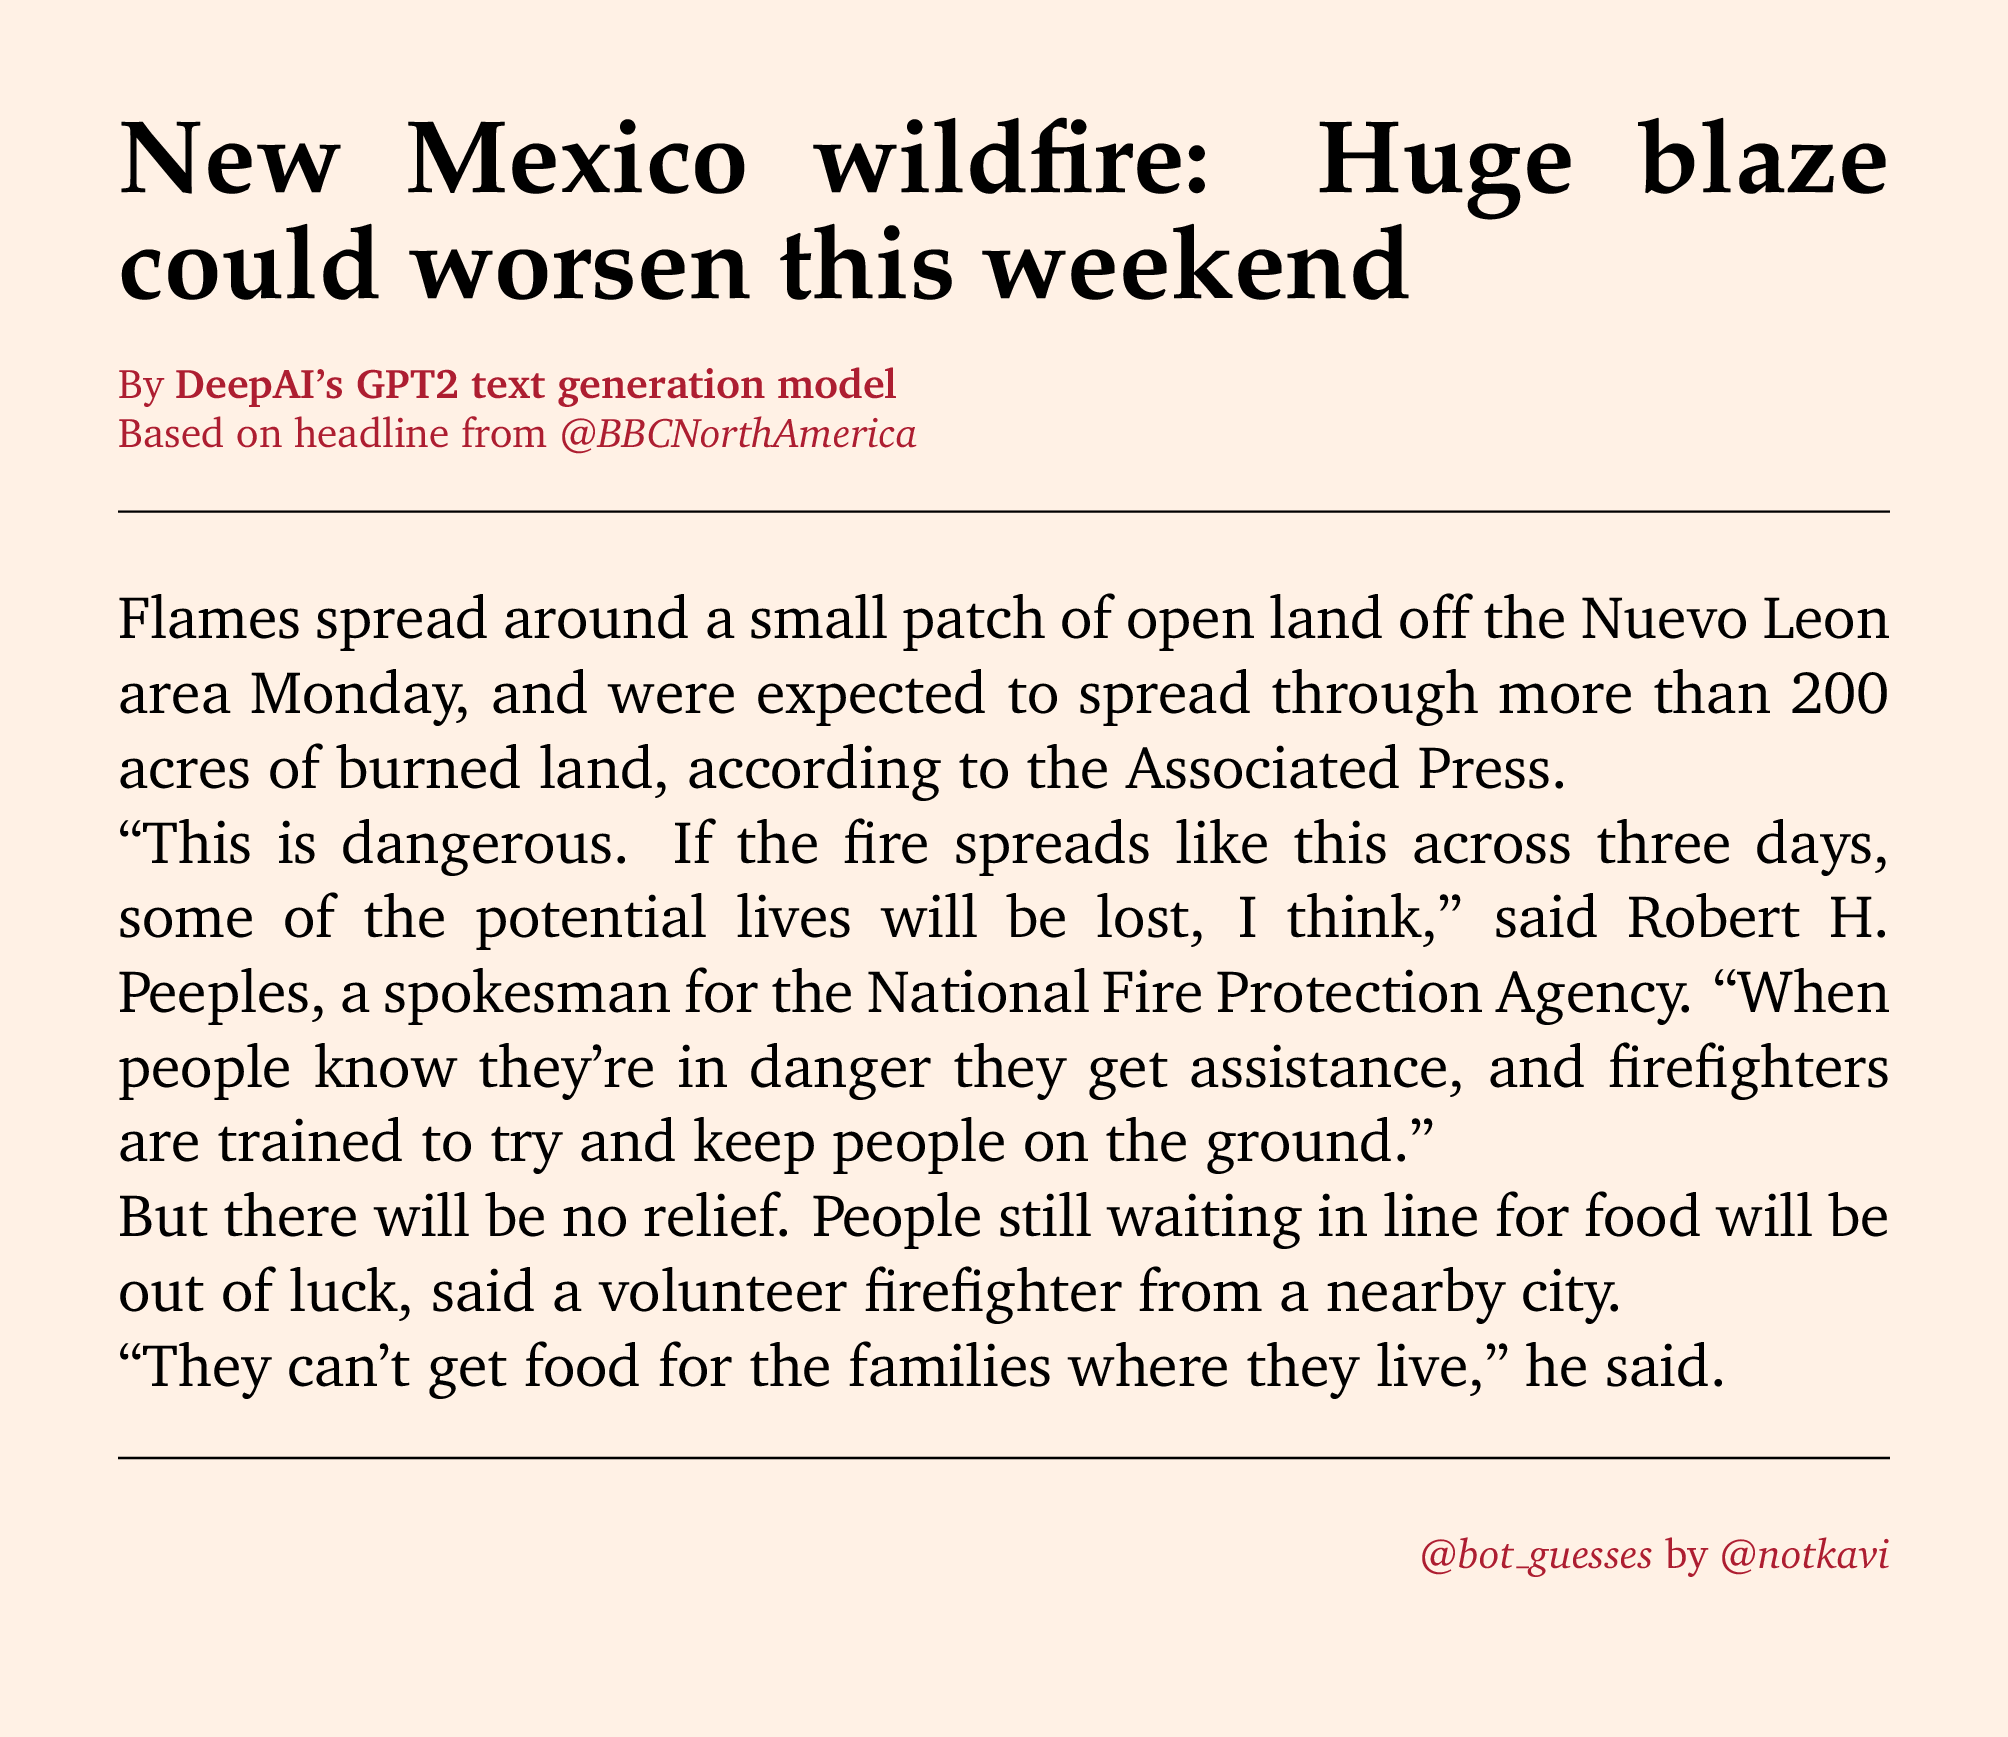 New Mexico wildfire: Huge blaze
could worsen this weekend
By DeepAI’s GPT2 text generation model
Based on headline from @BBCNorthAmerica
Flames spread around a small patch of open land off the Nuevo Leon
area Monday, and were expected to spread through more than 200
acres of burned land, according to the Associated Press.
“This is dangerous. If the fire spreads like this across three days,
some of the potential lives will be lost, I think,” said Robert H.
Peeples, a spokesman for the National Fire Protection Agency. “When
people know they’re in danger they get assistance, and firefighters
are trained to try and keep people on the ground.”
But there will be no relief. People still waiting in line for food will be
out of luck, said a volunteer firefighter from a nearby city.
“They can’t get food for the families where they live,” he said.
@bot_guesses by @notkavi